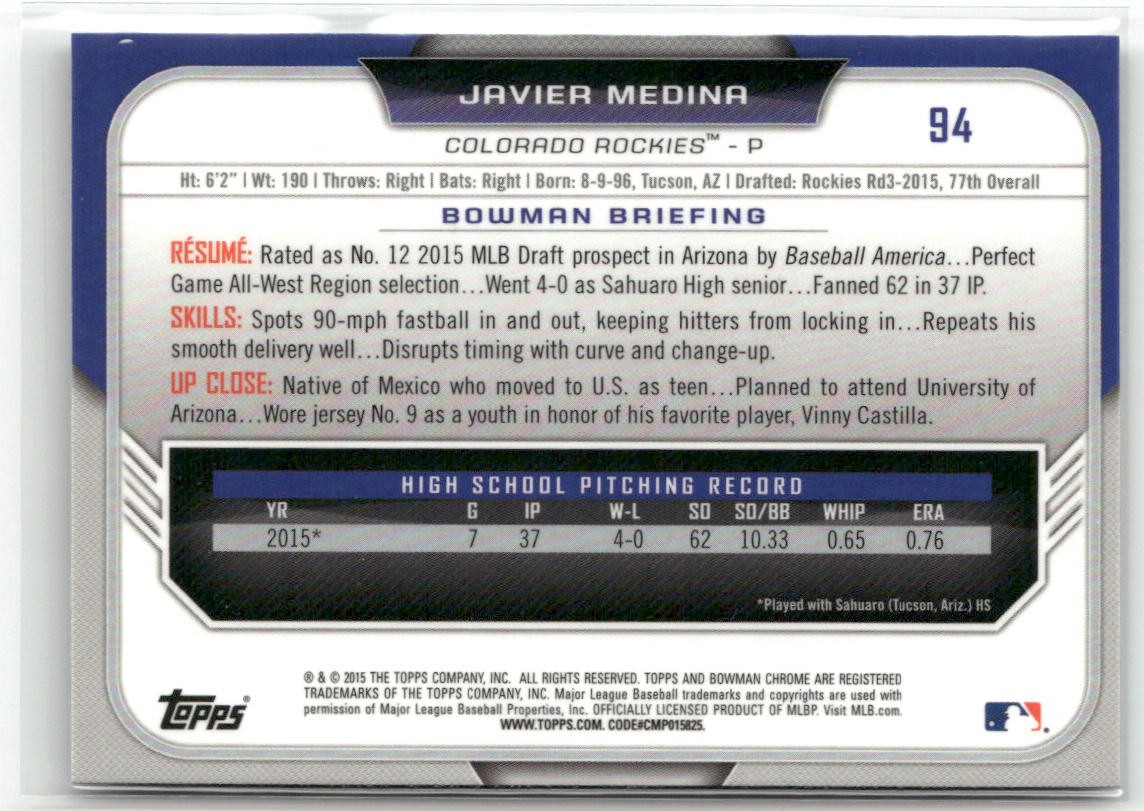 JAVIER MEDINA
94
COLORADO ROCKIES™ - P
Ht: 6'2" | Wt: 190 | Throws: Right | Bats: Right | Born: 8-9-96, Tucson, AZ | Drafted: Rockies Rd3-2015, 77th Overall
BOWMAN BRIEFING
RÉSUMÉ: Rated as No. 12 2015 MLB Draft prospect in Arizona by Baseball America...Perfect
Game All-West Region selection...Went 4-0 as Sahuaro High senior...Fanned 62 in 37 IP.
SKILLS: Spots 90-mph fastball in and out, keeping hitters from locking in...Repeats his
smooth delivery well...Disrupts timing with curve and change-up.
UP CLOSE: Native of Mexico who moved to U.S. as teen...Planned to attend University of
Arizona...Wore jersey No. 9 as a youth in honor of his favorite player, Vinny Castilla.
HIGH SCHOOL PITCHING RECORD
YR G IP W-L SO SO/BB WHIP ERA
2015* 7 37 4-0 62 10.33 0.65 0.76
*Played with Sahuaro (Tucson, Ariz.) HS
® & © 2015 THE TOPPS COMPANY, INC. ALL RIGHTS RESERVED. TOPPS AND BOWMAN CHROME ARE REGISTERED
TRADEMARKS OF THE TOPPS COMPANY, INC. Major League Baseball trademarks and copyrights are used with
permission of Major League Baseball Properties, Inc. OFFICIALLY LICENSED PRODUCT OF MLBP. Visit MLB.com.
WWW.TOPPS.COM. CODE#CMP015825.
Topps®